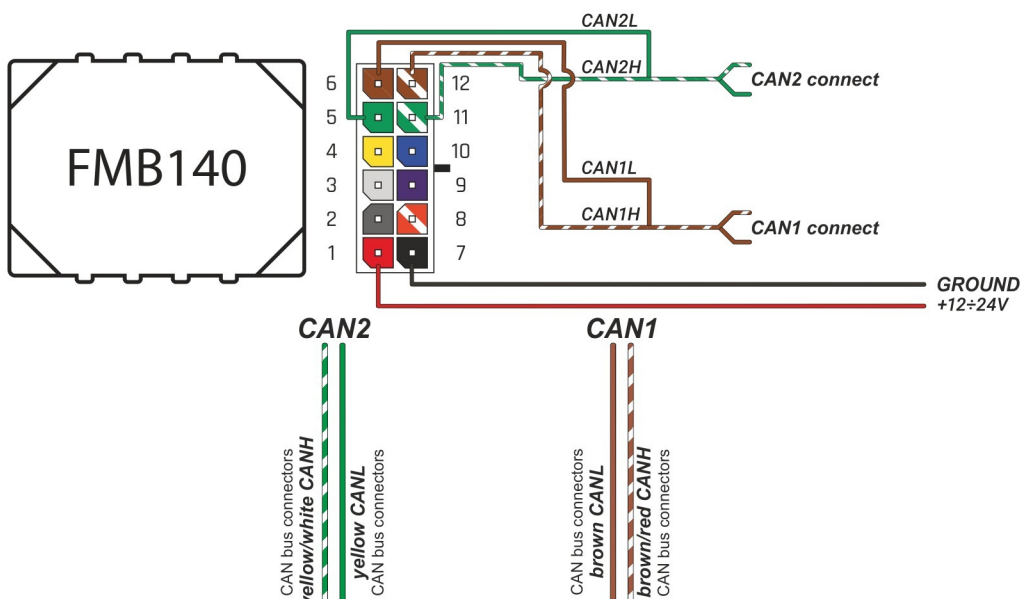 CAN2L
CAN2H
CAN2 connect
FMB140
6
12
5
11
4
10
3
9
2
8
1
7
CAN1L
CAN1H
CAN1 connect
GROUND
+12÷24V
CAN2
CAN1
CAN bus connectors
yellow/white CANH
yellow CANL
CAN bus connectors
CAN bus connectors
brown CANL
brown/red CANH
CAN bus connectors